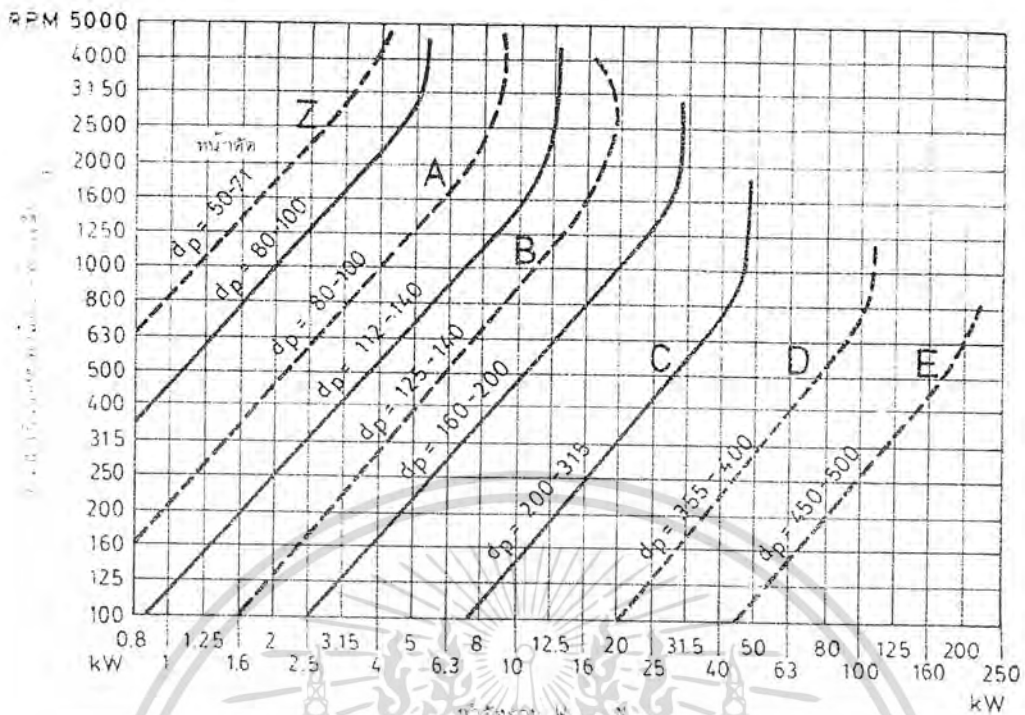 RPM 5000
4000
3150
2500
2000
1600
1250
1000
800
630
500
400
315
250
200
160
125
100
Z
หน้าตัด
A
B
C
D
E
dp = 50-71
dp = 80-100
dp = 80-100
dp = 112-140
dp = 125-140
dp = 160-200
dp = 200-315
dp = 355-400
dp = 450-500
0.8 1.25 2 3.15 5 8 12.5 20 31.5 50 80 125 200
kW 1 1.6 2.5 4 6.3 10 16 25 40 63 100 160 250
kW